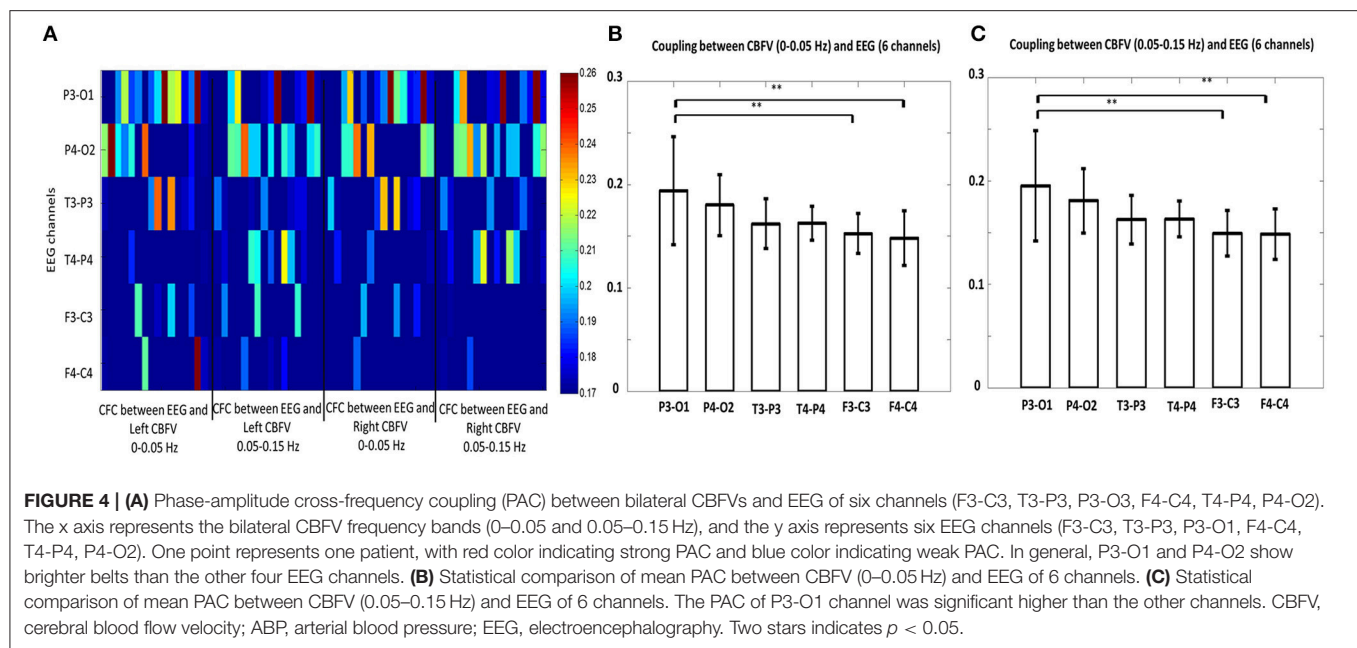 A
P3-O1
P4-O2
T3-P3
T4-P4
F3-C3
F4-C4
EEG channels
0.26
0.25
0.24
0.23
0.22
0.21
0.20
0.19
0.18
0.17
CFC between EEG and
Left CBFV
0-0.05 Hz
CFC between EEG and
Left CBFV
0.05-0.15 Hz
CFC between EEG and
Right CBFV
0-0.05 Hz
CFC between EEG and
Right CBFV
0.05-0.15 Hz
B
Coupling between CBFV (0-0.05 Hz) and EEG (6 channels)
0.3
0.2
0.1
0
**
**
P3-O1
P4-O2
T3-P3
T4-P4
F3-C3
F4-C4
C
Coupling between CBFV (0.05-0.15 Hz) and EEG (6 channels)
0.3
0.2
0.1
0
**
**
P3-O1
P4-O2
T3-P3
T4-P4
F3-C3
F4-C4
FIGURE 4 | (A) Phase-amplitude cross-frequency coupling (PAC) between bilateral CBFVs and EEG of six channels (F3-C3, T3-P3, P3-O3, F4-C4, T4-P4, P4-O2).
The x axis represents the bilateral CBFV frequency bands (0–0.05 and 0.05–0.15 Hz), and the y axis represents six EEG channels (F3-C3, T3-P3, P3-O1, F4-C4,
T4-P4, P4-O2). One point represents one patient, with red color indicating strong PAC and blue color indicating weak PAC. In general, P3-O1 and P4-O2 show
brighter belts than the other four EEG channels. (B) Statistical comparison of mean PAC between CBFV (0–0.05 Hz) and EEG of 6 channels. (C) Statistical
comparison of mean PAC between CBFV (0.05–0.15 Hz) and EEG of 6 channels. The PAC of P3-O1 channel was significant higher than the other channels. CBFV,
cerebral blood flow velocity; ABP, arterial blood pressure; EEG, electroencephalography. Two stars indicates p < 0.05.